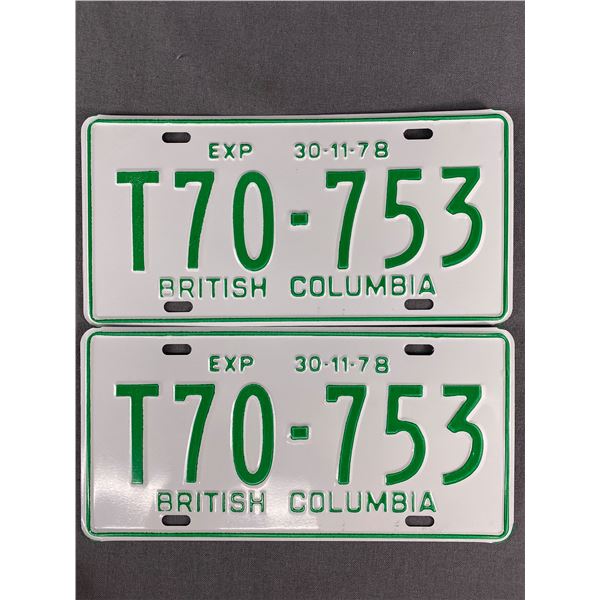 EXP 30-11-78
T70-753
BRITISH COLUMBIA
EXP 30-11-78
T70-753
BRITISH COLUMBIA